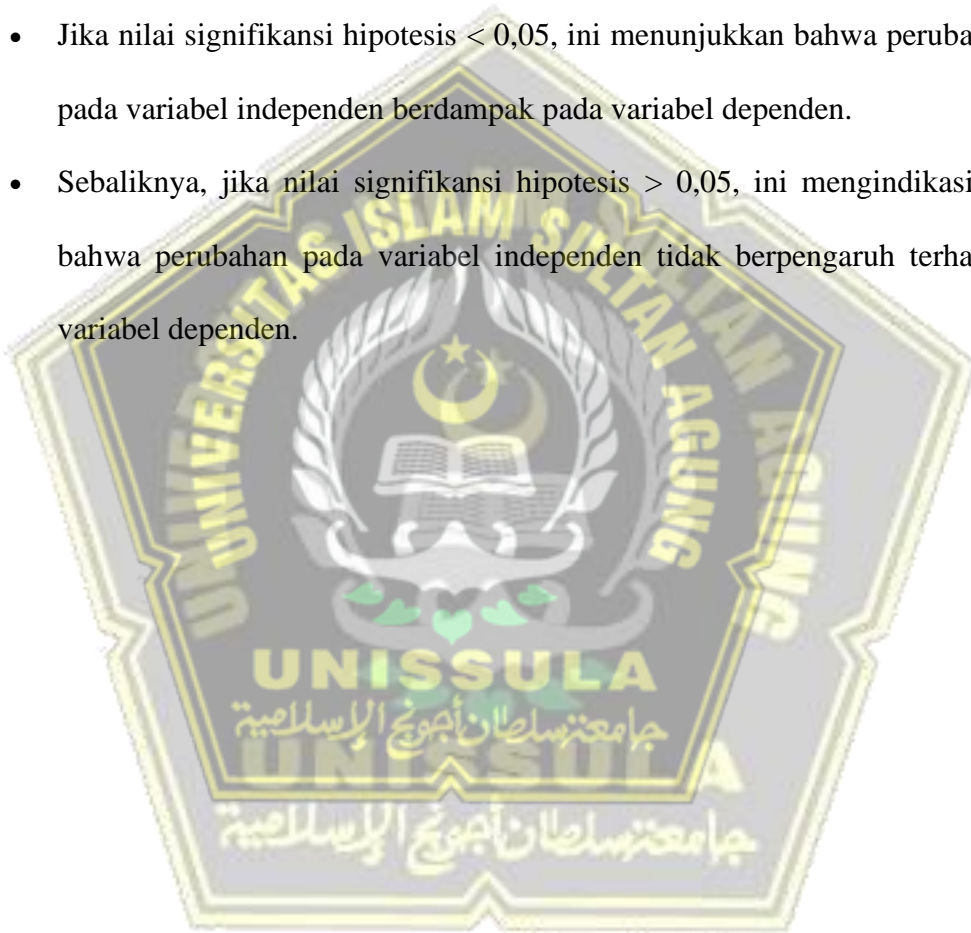 • Jika nilai signifikansi hipotesis < 0,05, ini menunjukkan bahwa peruba
pada variabel independen berdampak pada variabel dependen.
• Sebaliknya, jika nilai signifikansi hipotesis > 0,05, ini mengindikasi
bahwa perubahan pada variabel independen tidak berpengaruh terha
variabel dependen.
UNIVERSITAS ISLAM SULTAN AGUNG
UNISSULA
جامعة سلطان أجونج الإسلامية
UNISSULA
جامعة سلطان أجونج الإسلامية